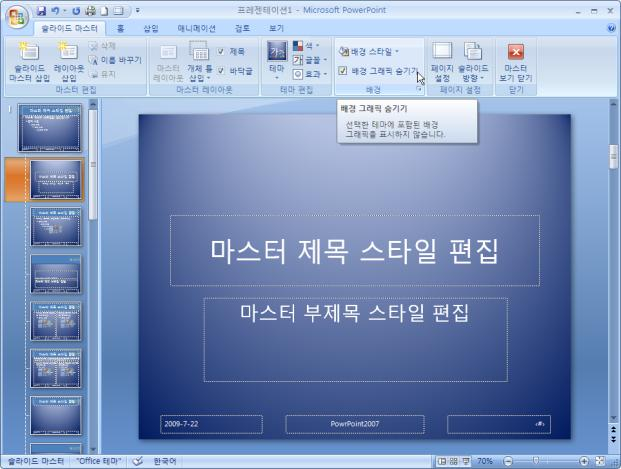 프레젠테이션1 - Microsoft PowerPoint
슬라이드 마스터 홈 삽입 애니메이션 검토 보기
슬라이드 마스터 삽입
레이아웃 삽입
삭제
이름 바꾸기
유지
마스터 편집
마스터 레이아웃
개체 틀 삽입
제목
바닥글
마스터 레이아웃
테마
색
글꼴
효과
테마 편집
배경 스타일
배경 그래픽 숨기기
배경
페이지 설정
슬라이드 방향
페이지 설정
마스터 보기 닫기
닫기
배경 그래픽 숨기기
선택한 테마에 포함된 배경
그래픽을 표시하지 않습니다.
1
마스터 제목 스타일 편집
마스터 부제목 스타일 편집
2009-7-22 PowrPoint2007 <#>
슬라이드 마스터 "Office 테마" 한국어 70%